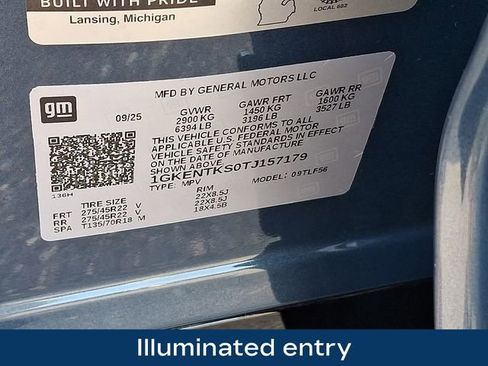 BUILT WITH PRIDE
Lansing, Michigan
LOCAL 602
gm
MFD BY GENERAL MOTORS LLC
09/25 GVWR GAWR FRT GAWR RR
2900 KG 1450 KG 1600 KG
6394 LB 3196 LB 3527 LB
THIS VEHICLE CONFORMS TO ALL
APPLICABLE U.S. FEDERAL MOTOR
VEHICLE SAFETY STANDARDS IN EFFECT
ON THE DATE OF MANUFACTURE
SHOWN ABOVE.
1GKENTKS0TJ157179
TYPE: MPV MODEL: 09TLF56
136H
TIRE SIZE RIM
FRT 275/45R22 V 22X8.5J
RR 275/45R22 V 22X8.5J
SPA T135/70R18 M 18X4.5B
Illuminated entry